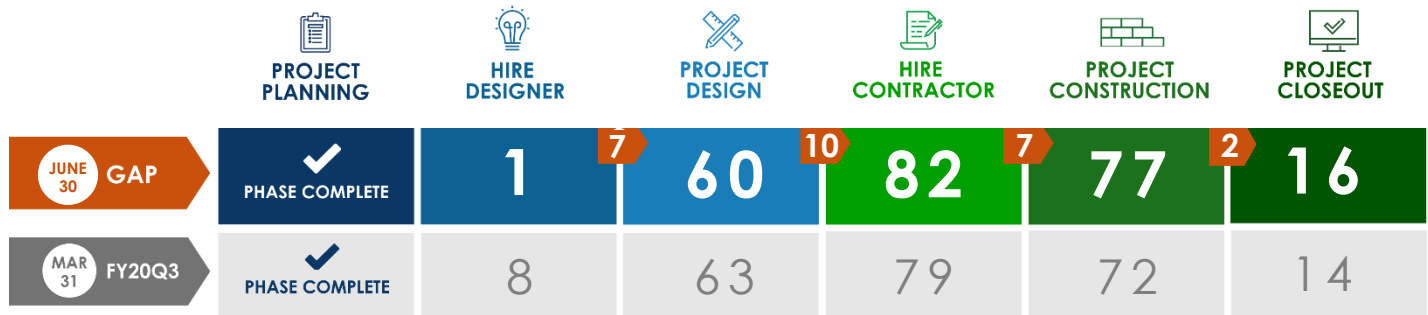 PROJECT
PLANNING
HIRE
DESIGNER
PROJECT
DESIGN
HIRE
CONTRACTOR
PROJECT
CONSTRUCTION
PROJECT
CLOSEOUT
JUNE
30
GAP
PHASE COMPLETE
1
7
60
10
82
7
77
2
16
MAR
31
FY20Q3
PHASE COMPLETE
8
63
79
72
14